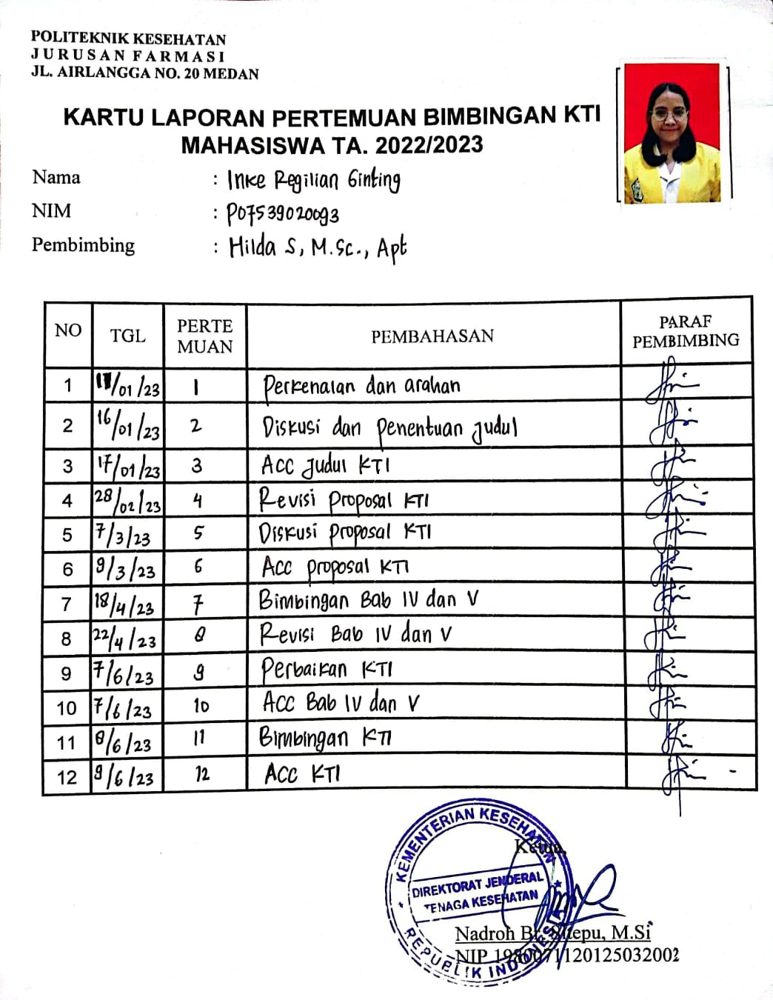 POLITEKNIK KESEHATAN
JURUSAN FARMASI
JL. AIRLANGGA NO. 20 MEDAN
KARTU LAPORAN PERTEMUAN BIMBINGAN KTI
MAHASISWA TA. 2022/2023
Nama : Inke Regilian Ginting
NIM : P07539020093
Pembimbing : Hilda S, M.Sc., Apt
NO TGL PERTE MUAN PEMBAHASAN PARAF PEMBIMBING
1 /01/23 1 Perkenalan dan arahan
2 16/01/23 2 Diskusi dan penentuan judul
3 17/01/23 3 Acc judul KTI
4 28/02/23 4 Revisi proposal KTI
5 7/3/23 5 Diskusi proposal KTI
6 9/3/23 6 Acc proposal KTI
7 18/4/23 7 Bimbingan Bab IV dan V
8 22/4/23 8 Revisi Bab IV dan V
9 7/6/23 9 Perbaikan KTI
10 7/6/23 10 Acc Bab IV dan V
11 8/6/23 11 Bimbingan KTI
12 9/6/23 12 ACC KTI
KEMENTERIAN KESEHATAN
Ketua,
DIREKTORAT JENDERAL
TENAGA KESEHATAN
REPUBLIK INDONESIA
Nadroh Br. Sitepu, M.Si
NIP 1980071120125032002